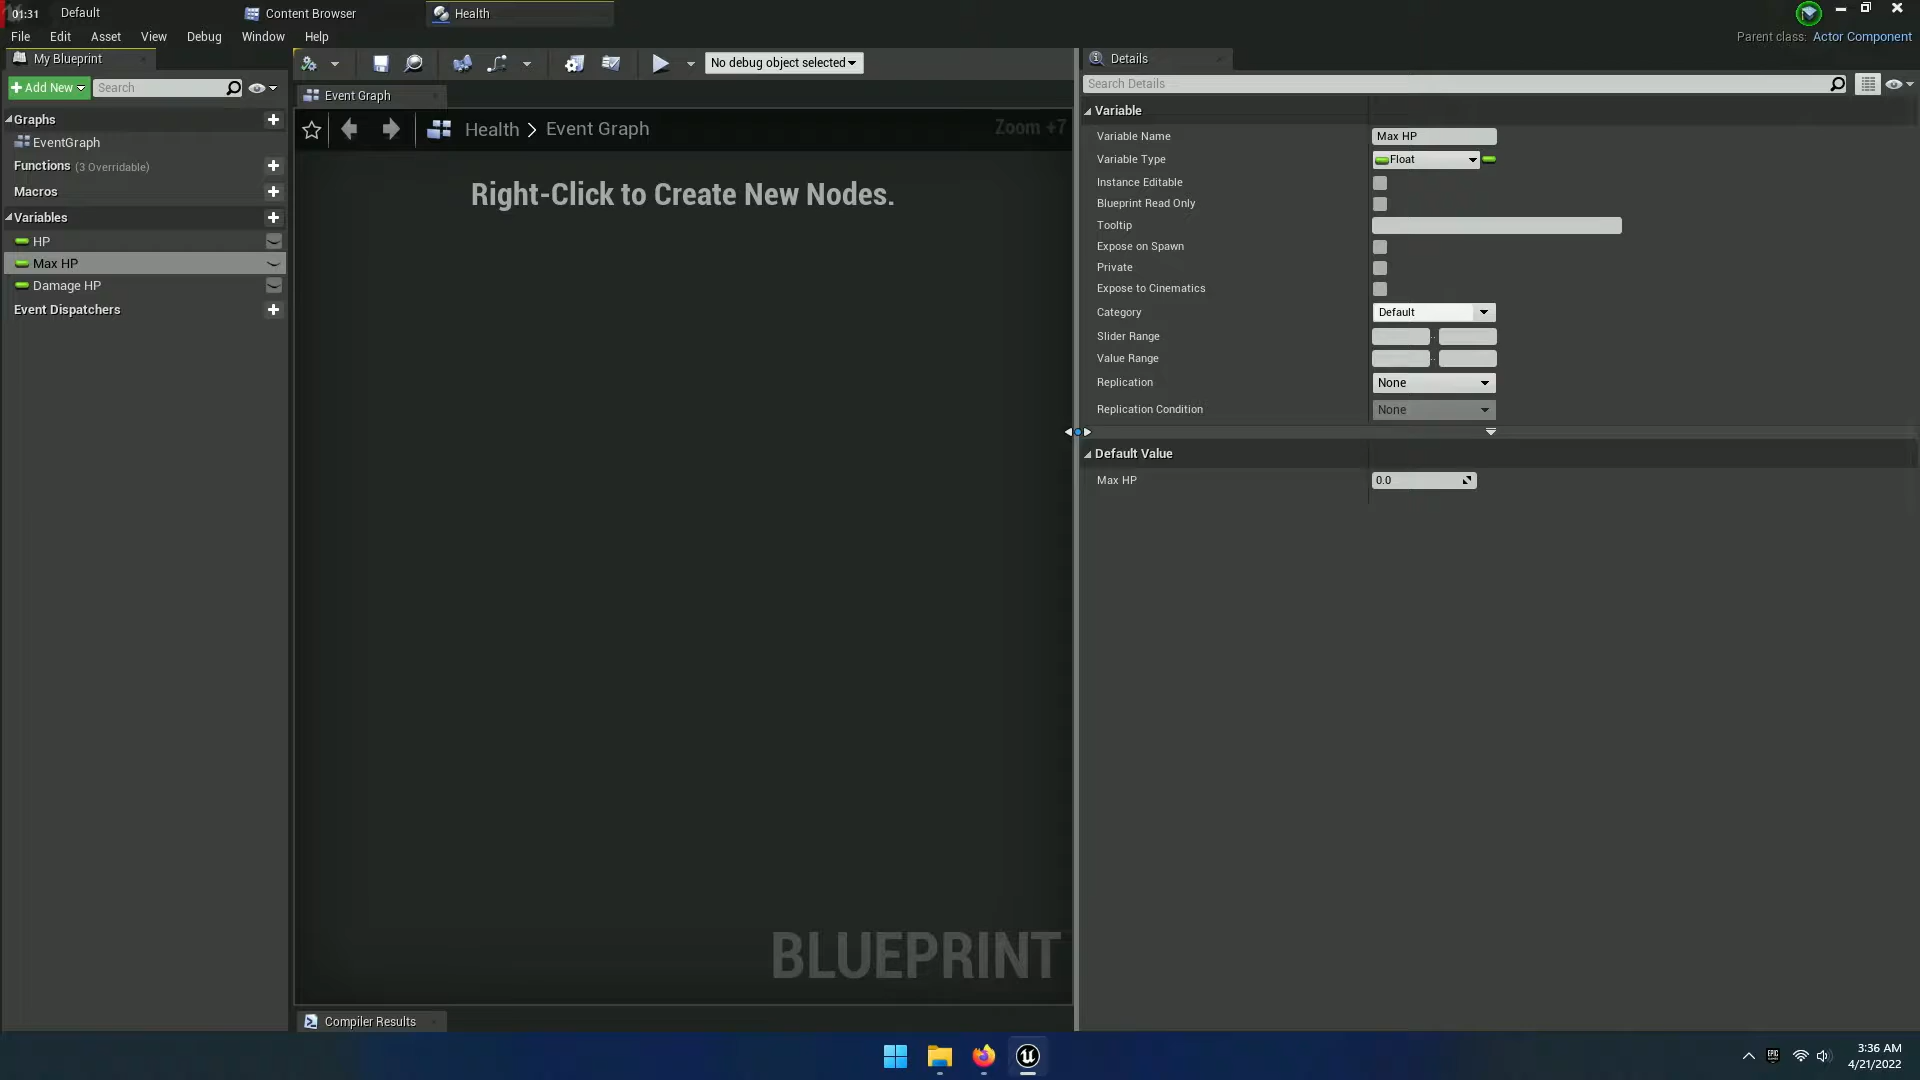 01:31
Default
Content Browser
Health
File Edit Asset View Debug Window Help
Parent class: Actor Component
My Blueprint
Add New
Search
Graphs
EventGraph
Functions (3 Overridable)
Macros
Variables
HP
Max HP
Damage HP
Event Dispatchers
No debug object selected
Event Graph
Health > Event Graph
Zoom +7
Right-Click to Create New Nodes.
BLUEPRINT
Compiler Results
Details
Search Details
Variable
Variable Name Max HP
Variable Type Float
Instance Editable
Blueprint Read Only
Tooltip
Expose on Spawn
Private
Expose to Cinematics
Category Default
Slider Range
Value Range
Replication None
Replication Condition None
Default Value
Max HP 0.0
3:36 AM
4/21/2022